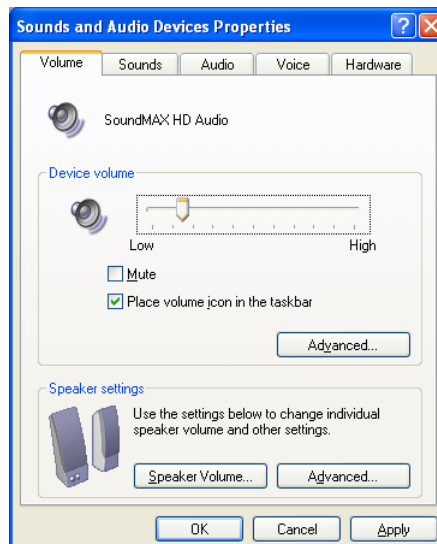 Sounds and Audio Devices Properties
Volume Sounds Audio Voice Hardware
SoundMAX HD Audio
Device volume
Low High
Mute
Place volume icon in the taskbar
Advanced...
Speaker settings
Use the settings below to change individual
speaker volume and other settings.
Speaker Volume... Advanced...
OK Cancel Apply